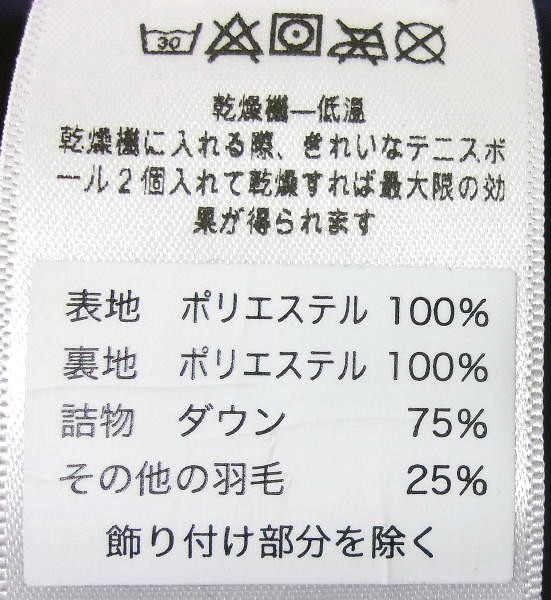 30
乾燥機—低温
乾燥機に入れる際、きれいなテニスボ
ール2個入れて乾燥すれば最大限の効
果が得られます
表地 ポリエステル 100%
裏地 ポリエステル 100%
詰物 ダウン 75%
その他の羽毛 25%
飾り付け部分を除く